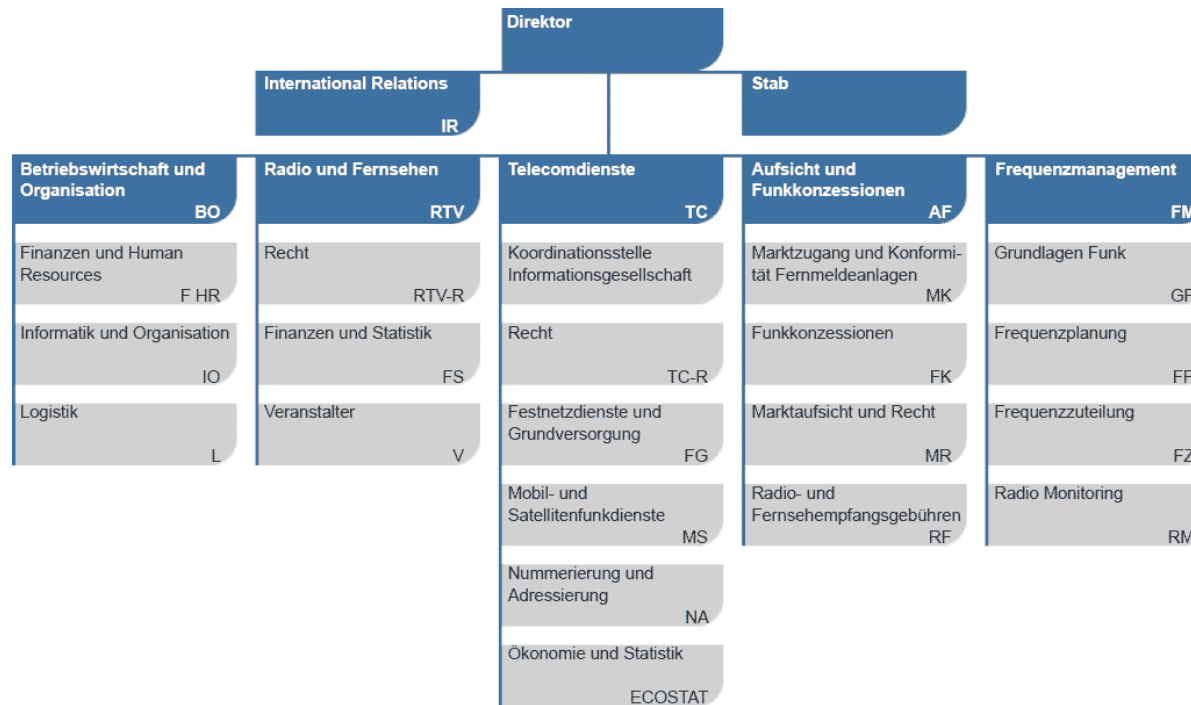 Direktor
International Relations
IR
Stab
Betriebswirtschaft und
Organisation
BO
Radio und Fernsehen
RTV
Telecomdienste
TC
Aufsicht und
Funkkonzessionen
AF
Frequenzmanagement
FM
Finanzen und Human
Resources
F HR
Informatik und Organisation
IO
Logistik
L
Recht
RTV-R
Finanzen und Statistik
FS
Veranstalter
V
Koordinationsstelle
Informationsgesellschaft
Recht
TC-R
Festnetzdienste und
Grundversorgung
FG
Mobil- und
Satellitenfunkdienste
MS
Nummerierung und
Adressierung
NA
Ökonomie und Statistik
ECOSTAT
Marktzugang und Konformi-
tät Fernmeldeanlagen
MK
Funkkonzessionen
FK
Marktaufsicht und Recht
MR
Radio- und
Fernsehempfangsgebühren
RF
Grundlagen Funk
Frequenzplanung
Frequenzzuteilung
FZ
Radio Monitoring
RM